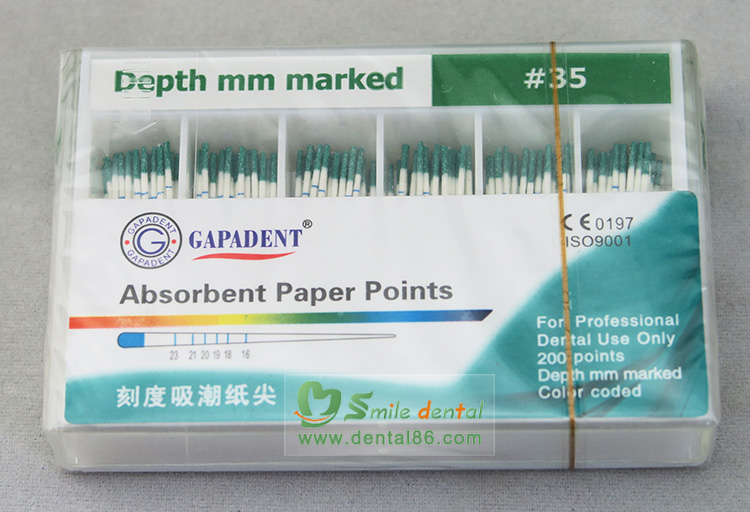 Depth mm marked #35
GAPADENT
GAPADENT
G
GAPADENT®
CE 0197
ISO9001
Absorbent Paper Points
23 21 20 19 18 16
For Professional
Dental Use Only
200 points
Depth mm marked
Color coded
刻度吸潮纸尖
Smile dental
www.dental86.com